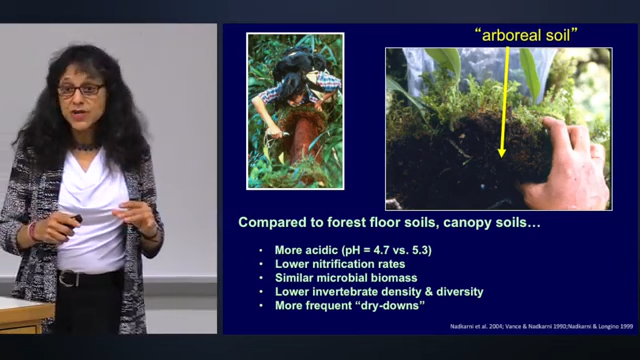 "arboreal soil"
Compared to forest floor soils, canopy soils…
• More acidic (pH = 4.7 vs. 5.3)
• Lower nitrification rates
• Similar microbial biomass
• Lower invertebrate density & diversity
• More frequent "dry-downs"
Nadkarni et al. 2004; Vance & Nadkarni 1990;Nadkarni & Longino 1999